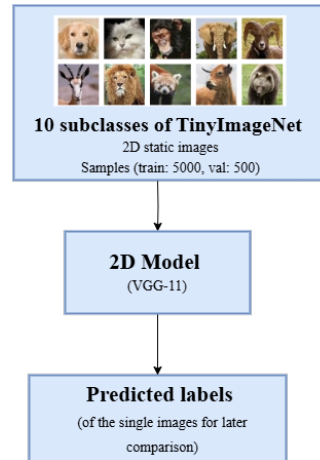 10 subclasses of TinyImageNet
2D static images
Samples (train: 5000, val: 500)
2D Model
(VGG-11)
Predicted labels
(of the single images for later
comparison)